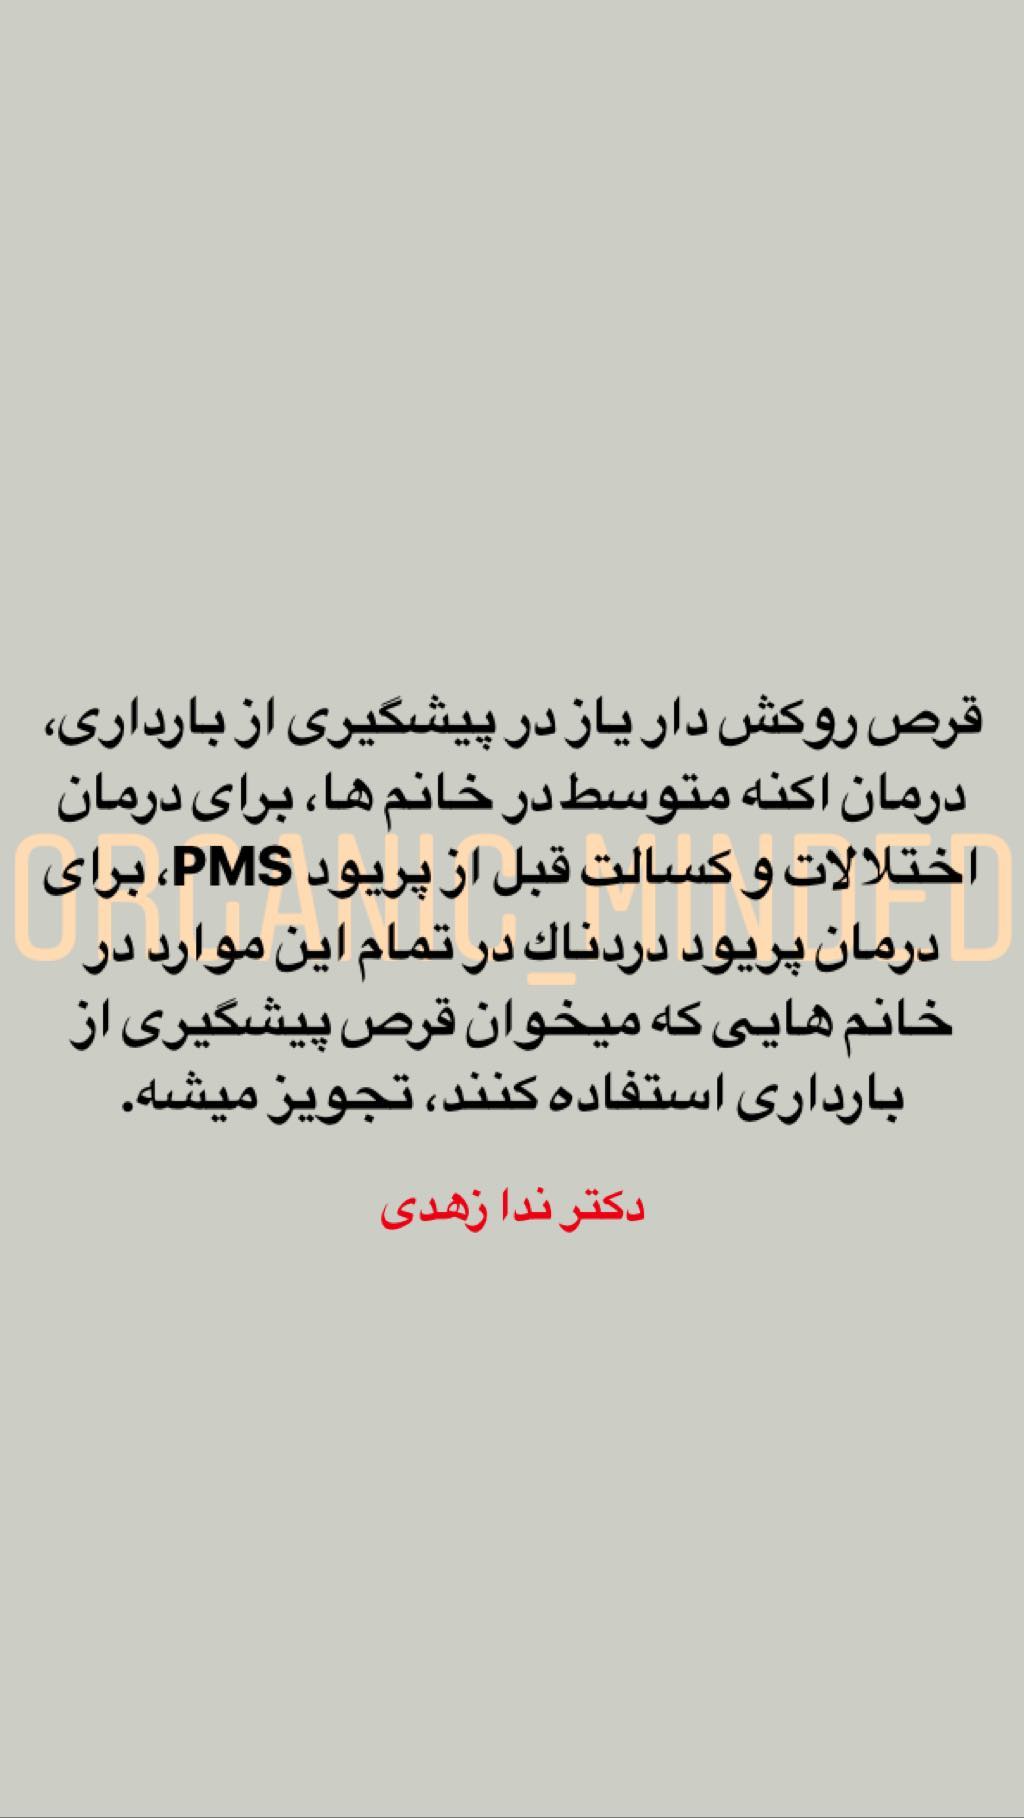 قرص روکش دار یاز در پیشگیری از بارداری،
درمان اکنه متوسط در خانم ها، برای درمان
اختلالات و کسالت قبل از پریود PMS، برای
درمان پریود دردناك در تمام این موارد در
خانم هایی که میخوان قرص پیشگیری از
بارداری استفاده کنند، تجویز میشه.
ORGANIC_MINDED
دکتر ندا زهدی